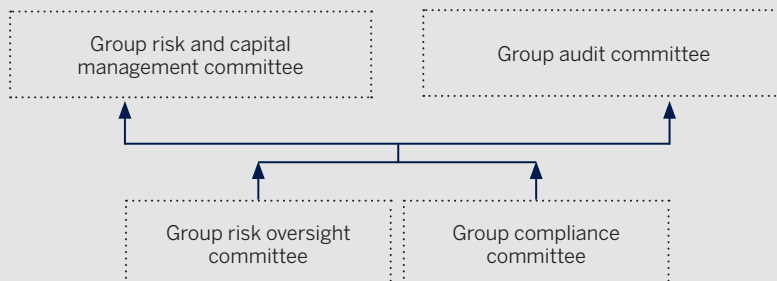 Group risk and capital
management committee
Group audit committee
Group risk oversight
committee
Group compliance
committee